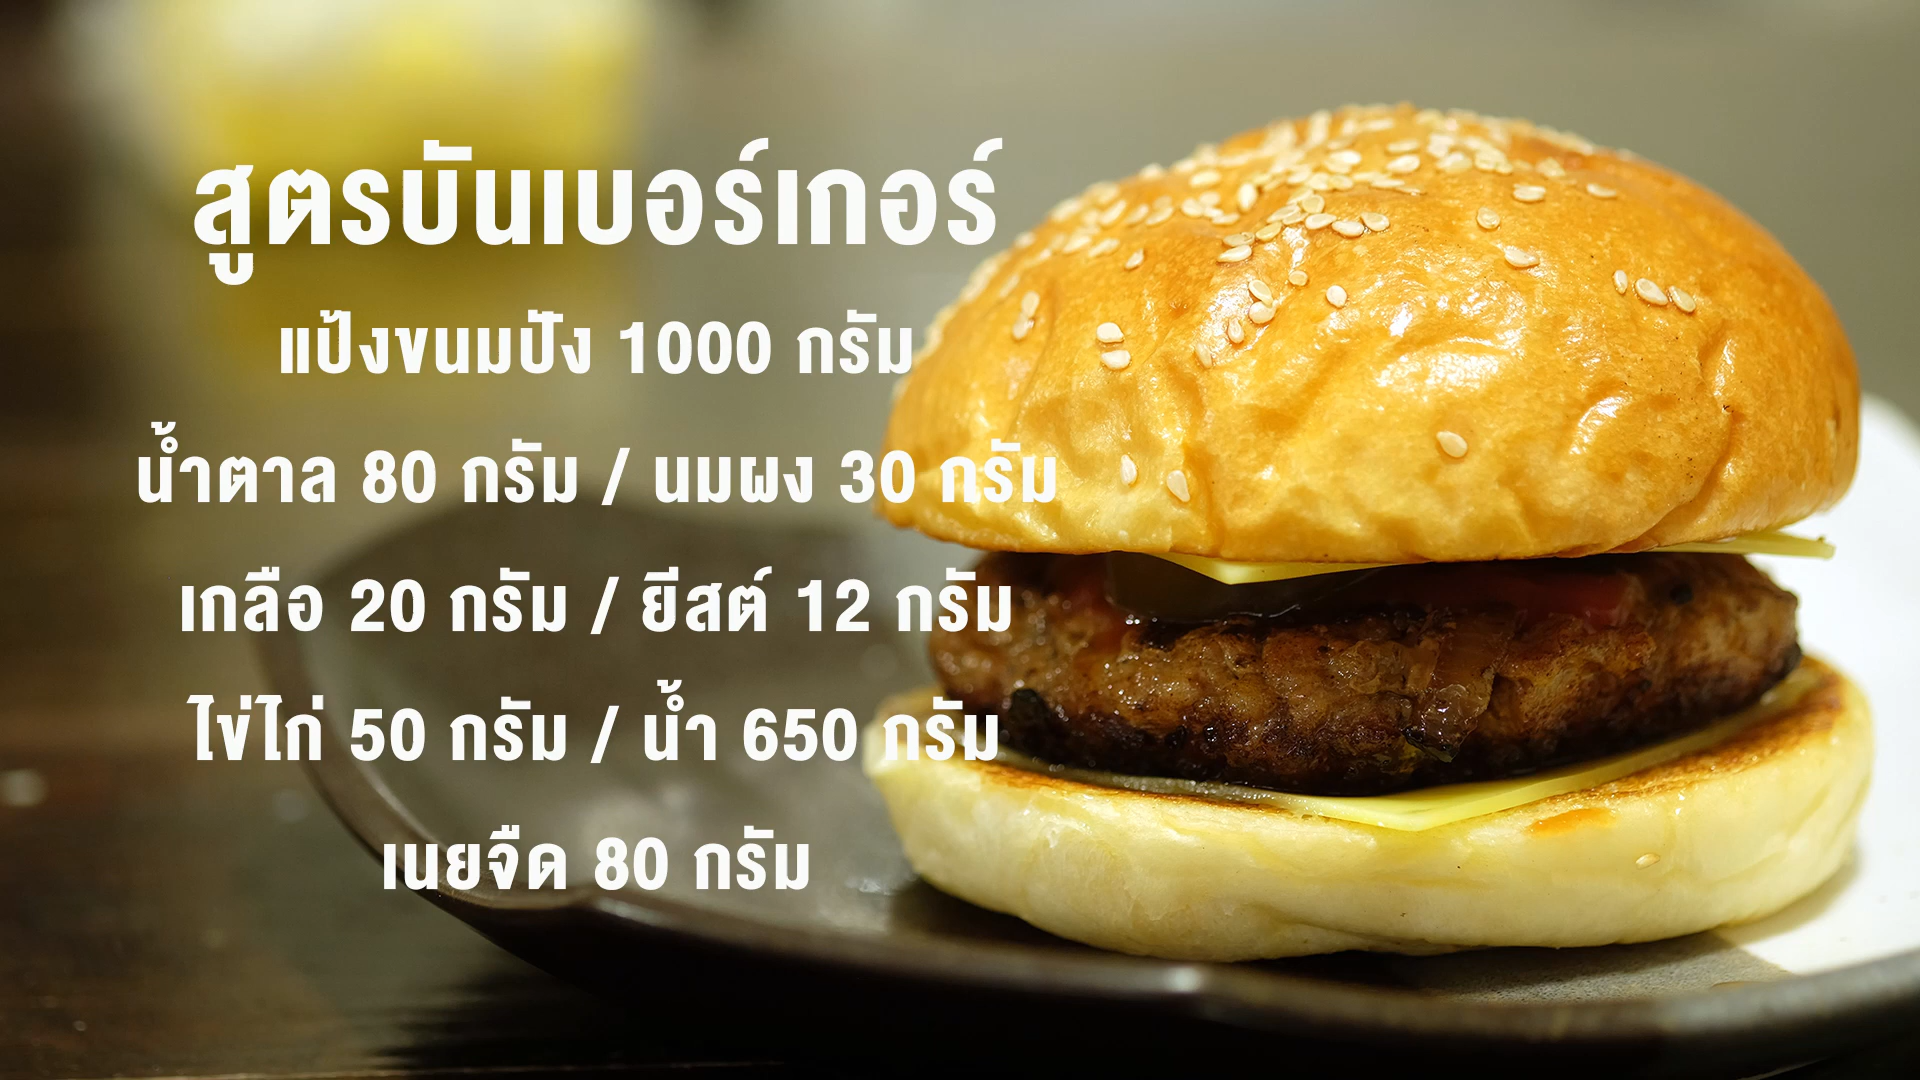 สูตรบันเบอร์เกอร์
แป้งขนมปัง 1000 กรัม
น้ำตาล 80 กรัม / นมผง 30 กรัม
เกลือ 20 กรัม / ยีสต์ 12 กรัม
ไข่ไก่ 50 กรัม / น้ำ 650 กรัม
เนยจืด 80 กรัม